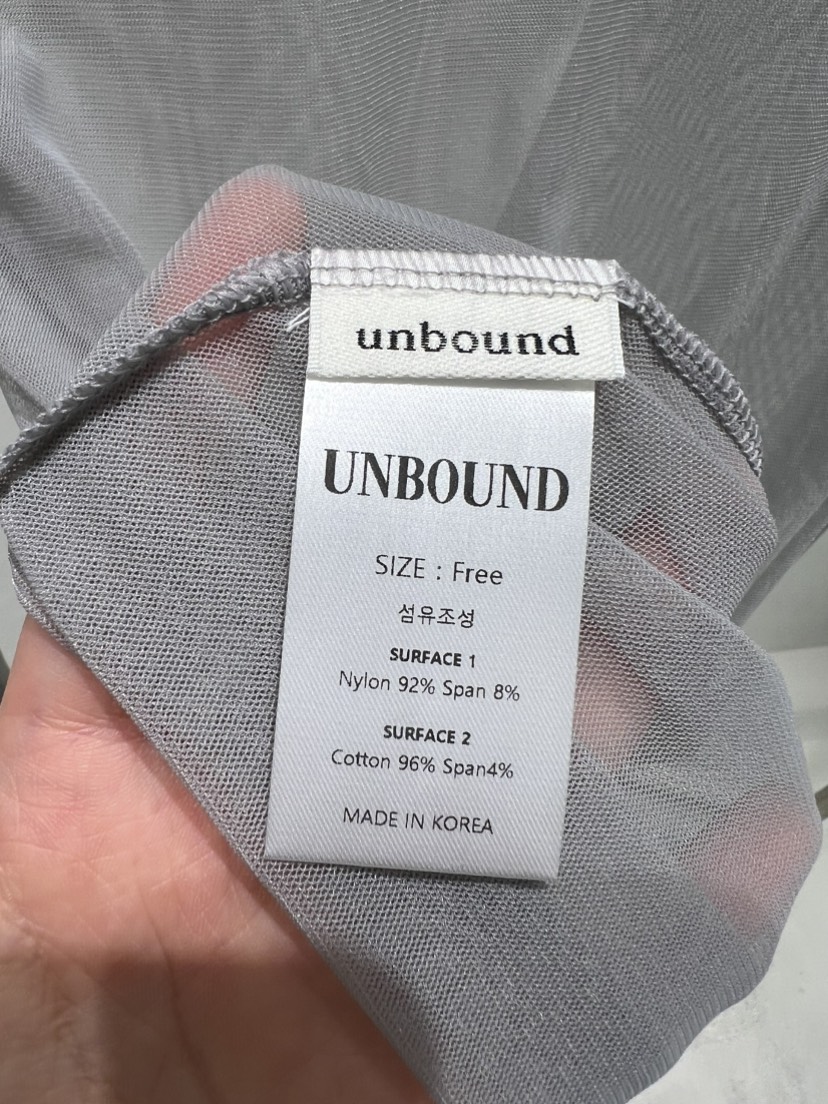 unbound
UNBOUND
SIZE : Free
섬유조성
SURFACE 1
Nylon 92% Span 8%
SURFACE 2
Cotton 96% Span4%
MADE IN KOREA